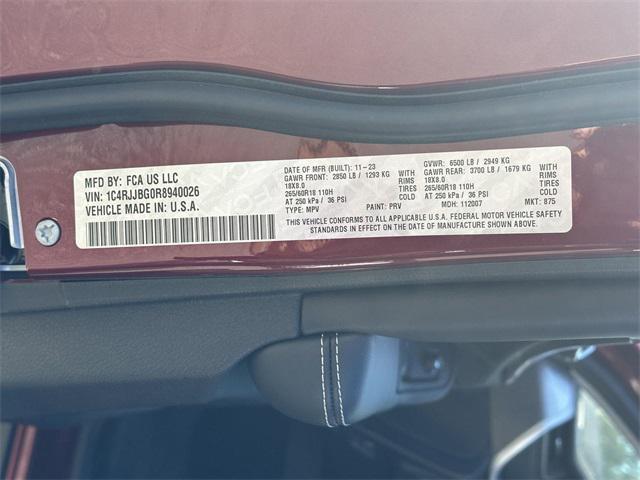 MFD BY: FCA US LLC
VIN: 1C4RJJBG0R8940026
VEHICLE MADE IN: U.S.A.
DATE OF MFR (BUILT): 11-23
GAWR FRONT: 2850 LB / 1293 KG WITH
18X8.0 RIMS
265/60R18 110H TIRES
AT 250 kPa / 36 PSI COLD
TYPE: MPV PAINT: PRV
GVWR: 6500 LB / 2949 KG
GAWR REAR: 3700 LB / 1679 KG WITH
18X8.0 RIMS
265/60R18 110H TIRES
AT 250 kPa / 36 PSI COLD
MDH: 112007 MKT: 875
THIS VEHICLE CONFORMS TO ALL APPLICABLE U.S.A. FEDERAL MOTOR VEHICLE SAFETY
STANDARDS IN EFFECT ON THE DATE OF MANUFACTURE SHOWN ABOVE.